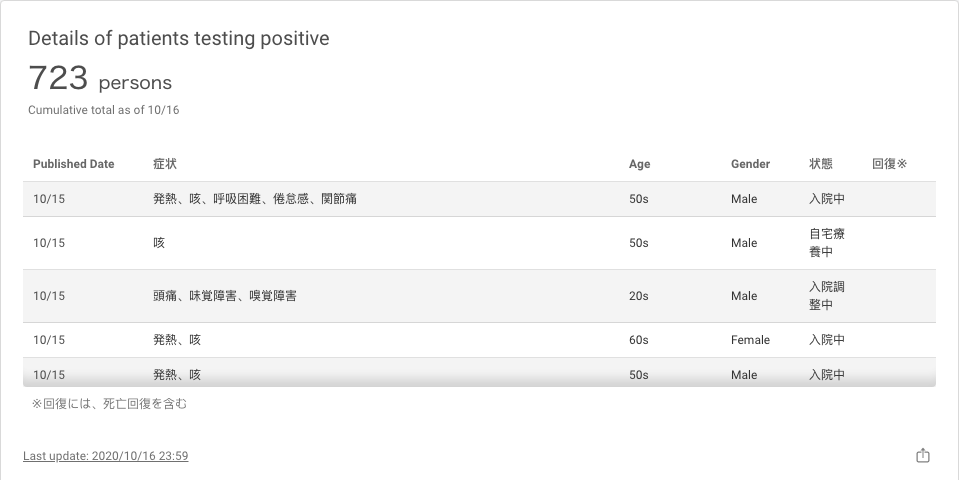 Details of patients testing positive
723 persons
Cumulative total as of 10/16
Published Date 症状 Age Gender 状態 回復※
10/15 発熱、咳、呼吸困難、倦怠感、関節痛 50s Male 入院中
10/15 咳 50s Male 自宅療
養中
10/15 頭痛、味覚障害、嗅覚障害 20s Male 入院調
整中
10/15 発熱、咳 60s Female 入院中
10/15 発熱、咳 50s Male 入院中
※回復には、死亡回復を含む
Last update: 2020/10/16 23:59